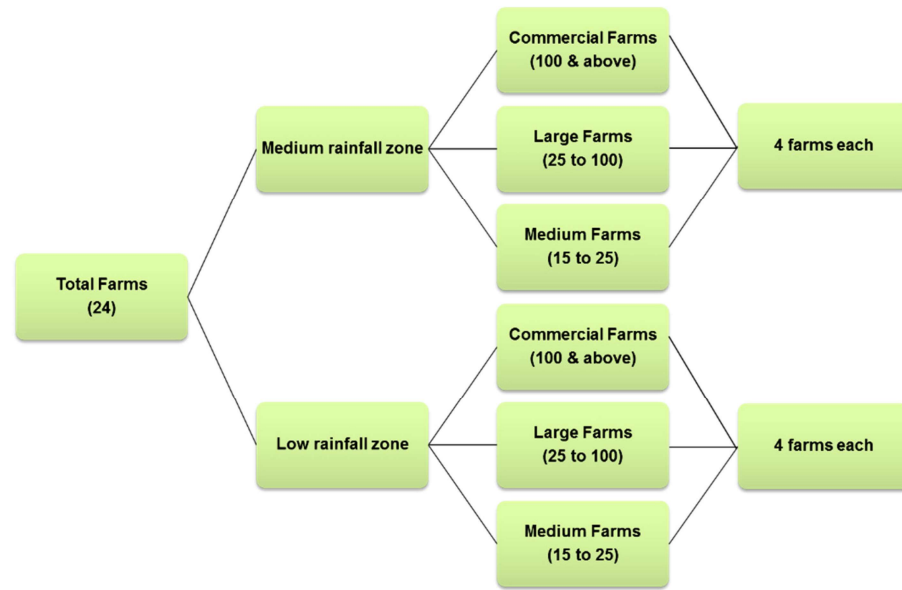 Total Farms
(24)
Medium rainfall zone
Commercial Farms
(100 & above)
Large Farms
(25 to 100)
Medium Farms
(15 to 25)
4 farms each
Low rainfall zone
Commercial Farms
(100 & above)
Large Farms
(25 to 100)
Medium Farms
(15 to 25)
4 farms each